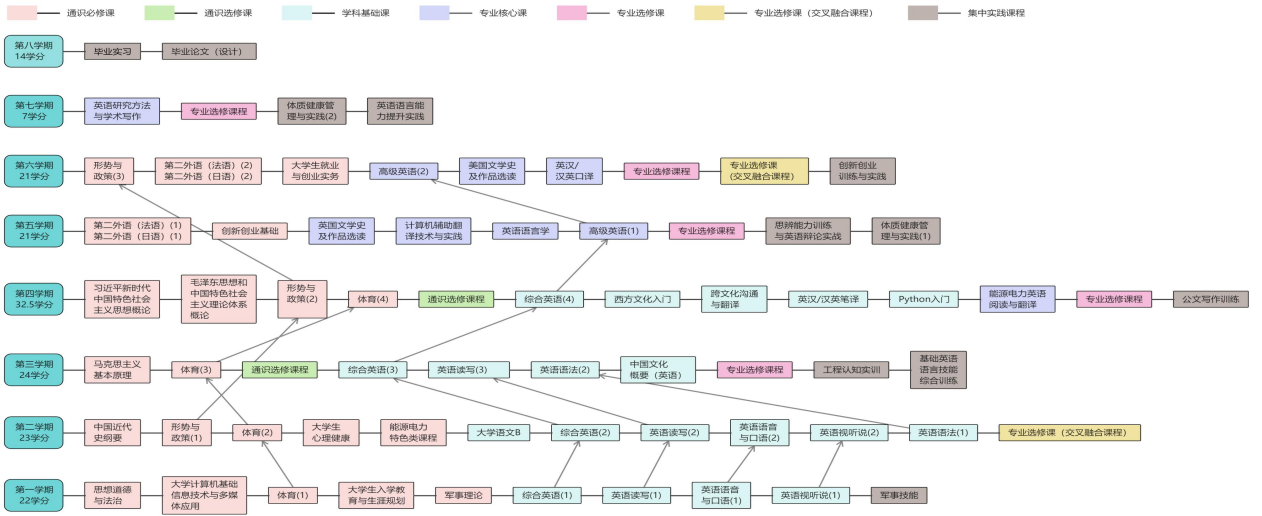 通识必修课
通识选修课
学科基础课
专业核心课
专业选修课
专业选修课（交叉融合课程）
集中实践课程
第八学期
14学分
毕业实习
毕业论文（设计）
第七学期
7学分
英语研究方法
与学术写作
专业选修课程
体质健康管
理与实践(2)
英语语言能
力提升实践
第六学期
21学分
形势与
政策(3)
第二外语（法语）(2)
第二外语（日语）(2)
大学生就业
与创业实务
高级英语(2)
美国文学史
及作品选读
英汉/
汉英口译
专业选修课程
专业选修课
(交叉融合课程)
创新创业
训练与实践
第五学期
21学分
第二外语（法语）(1)
第二外语（日语）(1)
创新创业基础
英国文学史
及作品选读
计算机辅助翻
译技术与实践
英语语言学
高级英语(1)
专业选修课程
思辨能力训练
与英语辩论实战
体质健康管
理与实践(1)
第四学期
32.5学分
习近平新时代
中国特色社会
主义思想概论
毛泽东思想和
中国特色社会
主义理论体系
概论
形势与
政策(2)
体育(4)
通识选修课程
综合英语(4)
西方文化入门
跨文化沟通
与翻译
英汉/汉英笔译
Python入门
能源电力英语
阅读与翻译
专业选修课程
公文写作训练
第三学期
24学分
马克思主义
基本原理
体育(3)
通识选修课程
综合英语(3)
英语读写(3)
英语语法(2)
中国文化
概要（英语）
专业选修课程
工程认知实训
基础英语
语言技能
综合训练
第二学期
23学分
中国近代
史纲要
形势与
政策(1)
体育(2)
大学生
心理健康
能源电力
特色类课程
大学语文B
综合英语(2)
英语读写(2)
英语语音
与口语(2)
英语视听说(2)
英语语法(1)
专业选修课（交叉融合课程）
第一学期
22学分
思想道德
与法治
大学计算机基础
信息技术与多媒
体应用
体育(1)
大学生入学教
育与生涯规划
军事理论
综合英语(1)
英语读写(1)
英语语音
与口语(1)
英语视听说(1)
军事技能